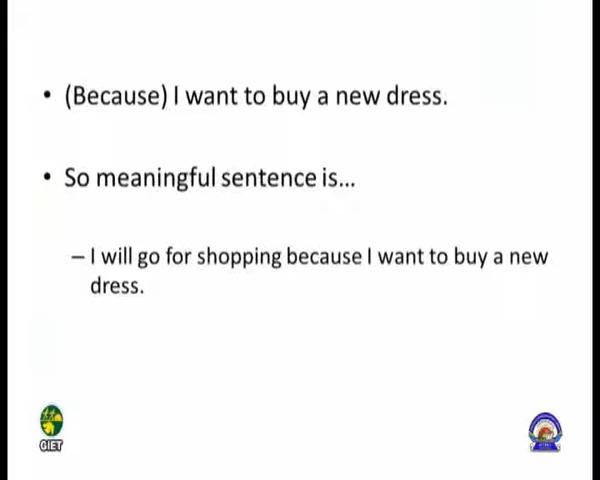 • (Because) I want to buy a new dress.
• So meaningful sentence is...
– I will go for shopping because I want to buy a new
dress.
GIET